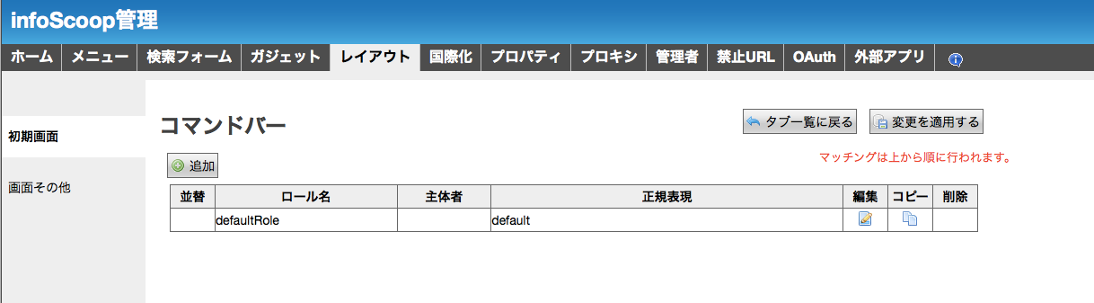 infoScoop管理
ホーム メニュー 検索フォーム ガジェット レイアウト 国際化 プロパティ プロキシ 管理者 禁止URL OAuth 外部アプリ
初期画面
画面その他
コマンドバー
タブ一覧に戻る 変更を適用する
マッチングは上から順に行われます。
追加
並替 ロール名 主体者 正規表現 編集 コピー 削除
defaultRole default